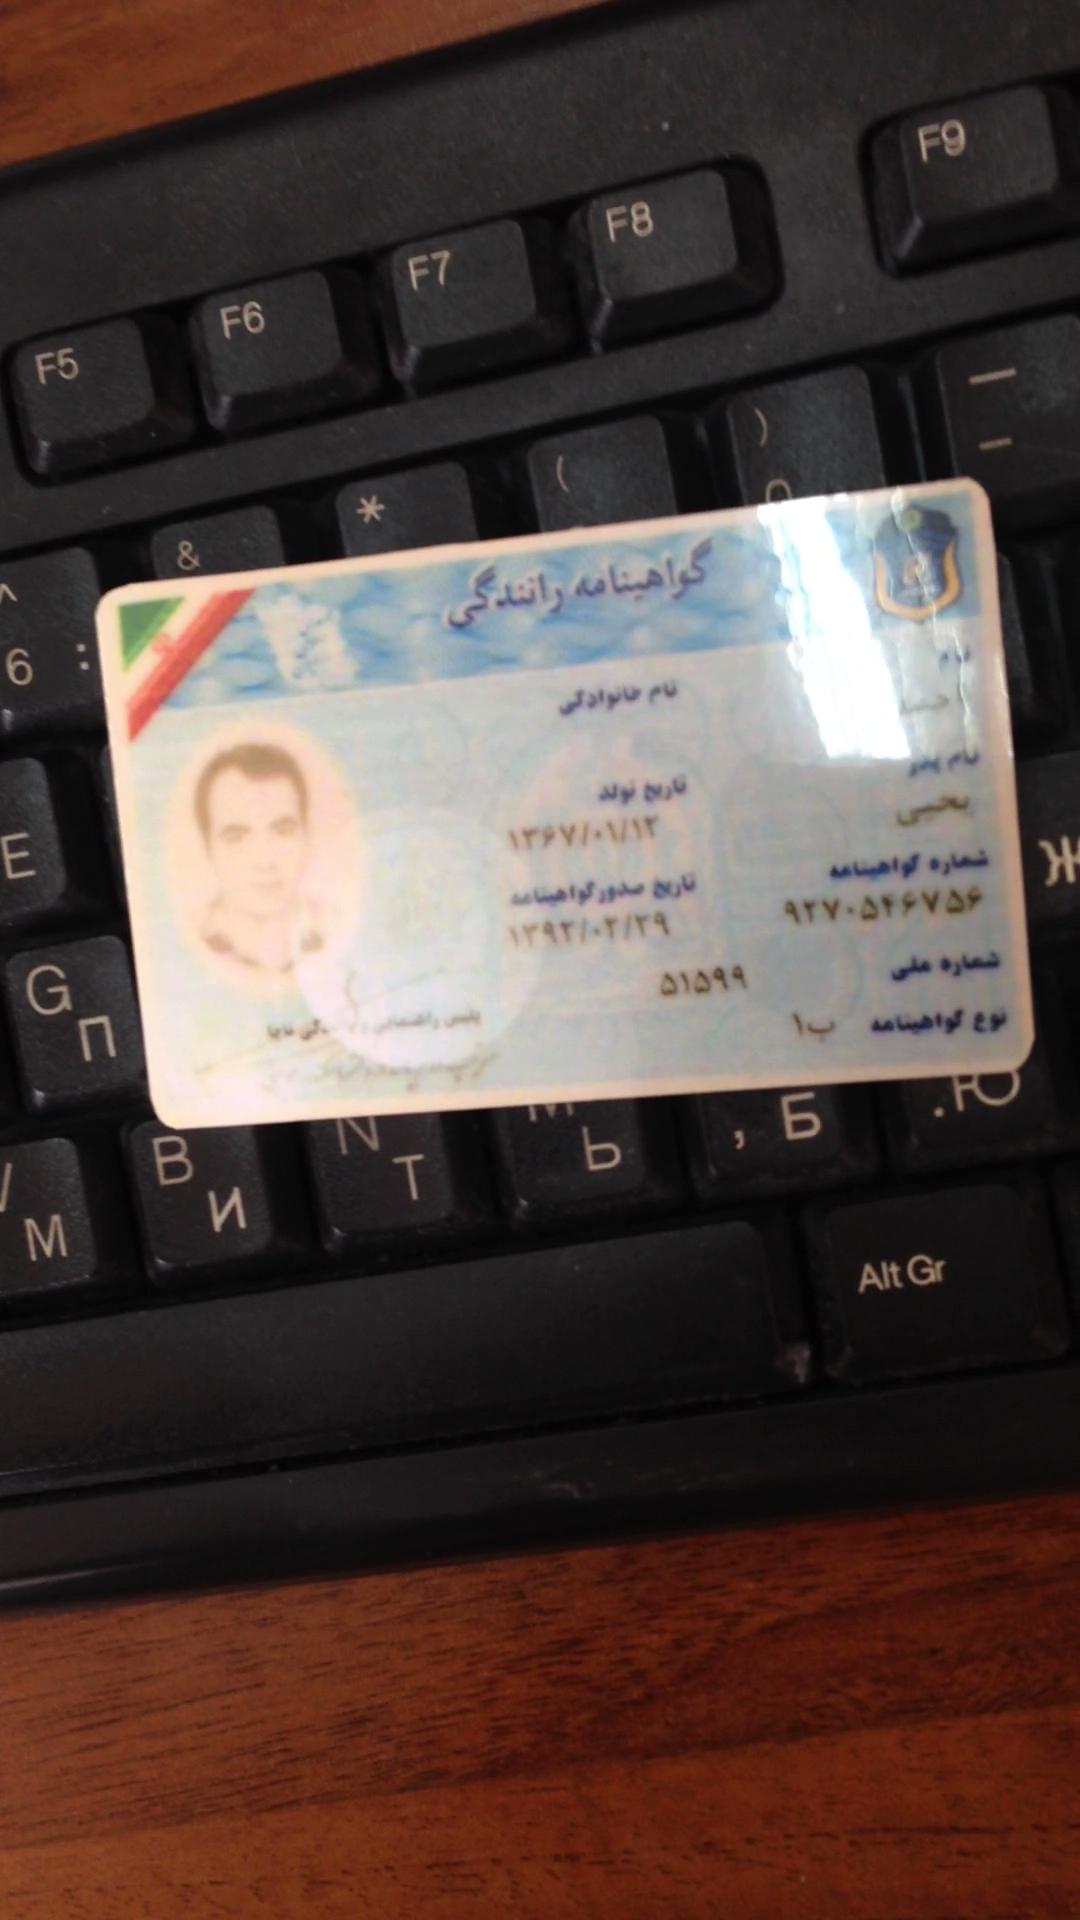 F9
F8
F7
F6
F5
—
–
)
(
*
&
^
6 :
گواهینامه رانندگی
نام
نام خانوادگی
نام پدر
یحیی
تاریخ تولد
۱۳۶۷/۰۱/۱۲
شماره گواهینامه
۹۲۷۰۵۴۶۷۵۶
تاریخ صدور گواهینامه
۱۳۹۲/۰۲/۲۹
شماره ملی
۵۱۵۹۹
نوع گواهینامه ب۱
پلیس راهنمایی و رانندگی ناجا
E
Ж
G
П
B
И
N
Т
M
Ь
, Б
. Ю
М
Alt Gr